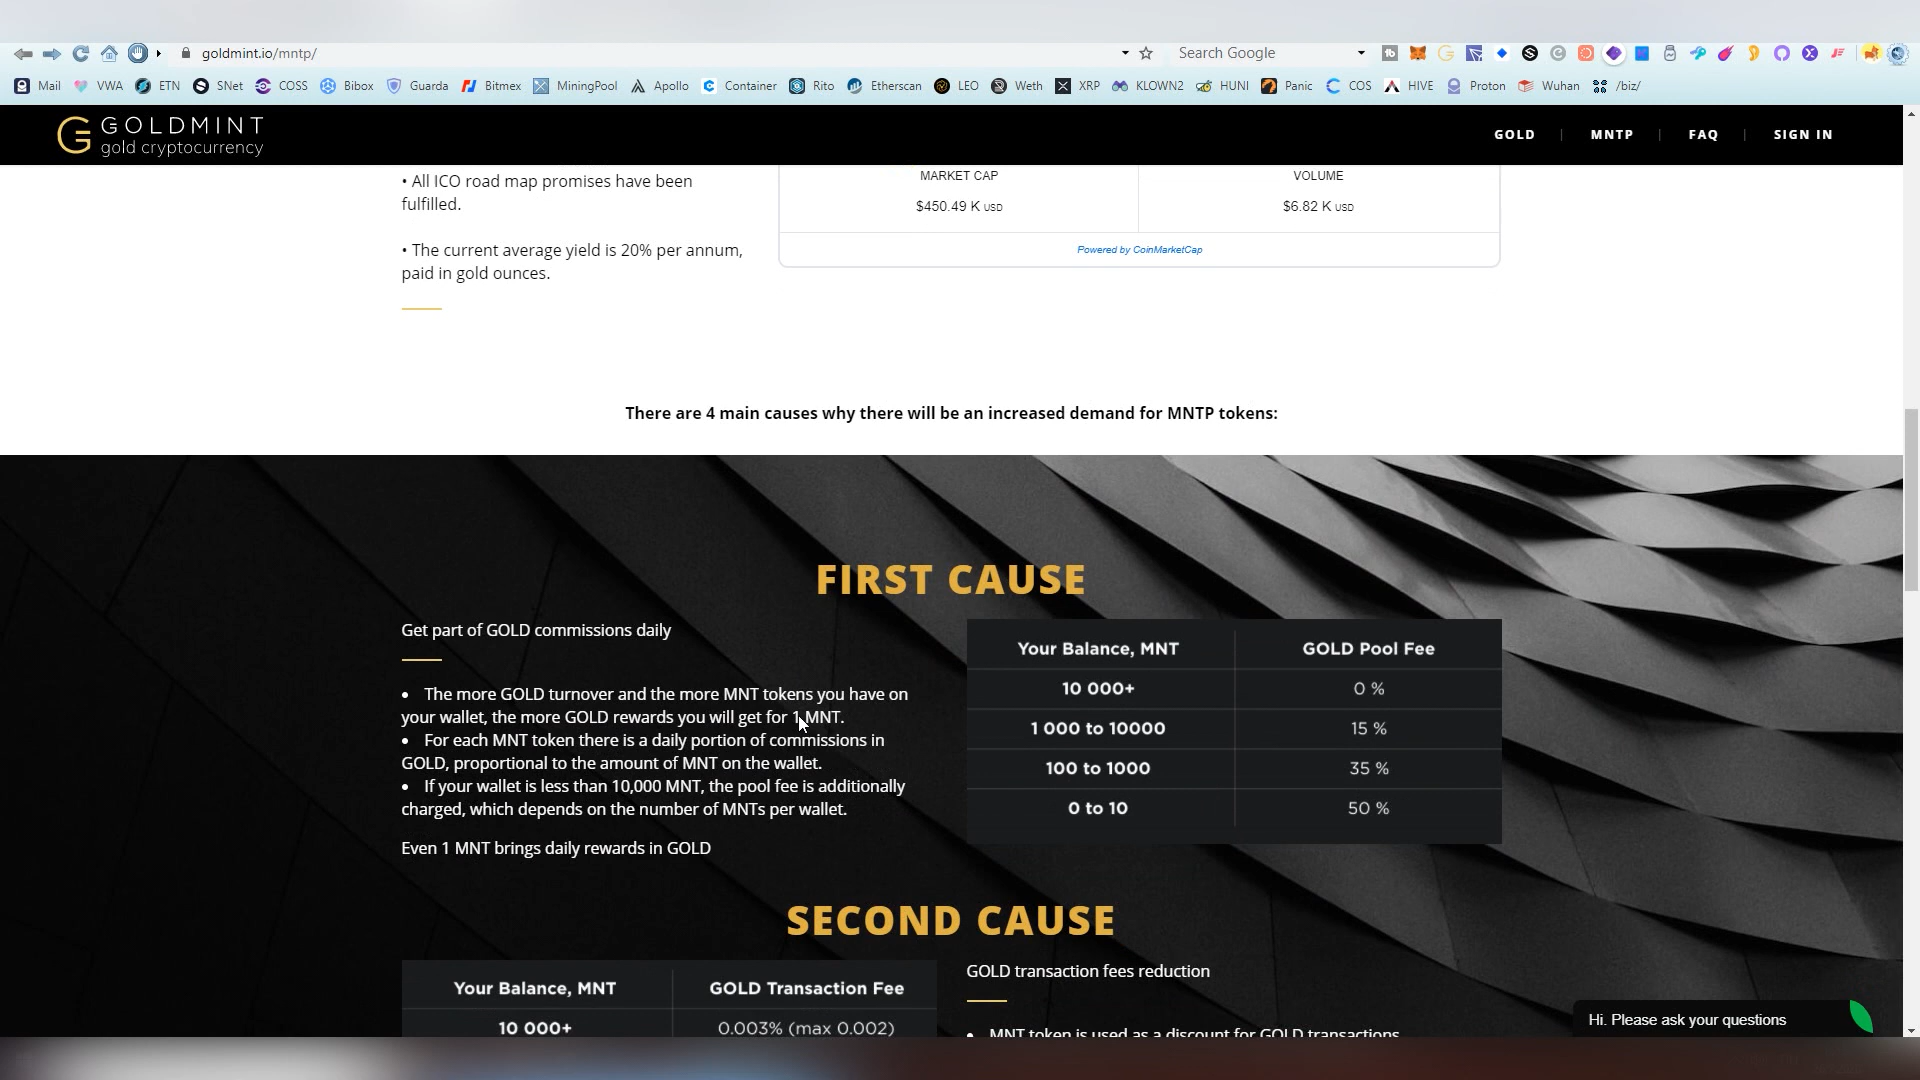 goldmint.io/mntp/
Search Google
Mail VWA ETN SNet COSS Bibox Guarda Bitmex MiningPool Apollo Container Rito Etherscan LEO Weth XRP KLOWN2 HUNI Panic COS HIVE Proton Wuhan /biz/
GOLDMINT
gold cryptocurrency
GOLD | MNTP | FAQ | SIGN IN
• All ICO road map promises have been
fulfilled.
• The current average yield is 20% per annum,
paid in gold ounces.
MARKET CAP VOLUME
$450.49 K USD $6.82 K USD
Powered by CoinMarketCap
There are 4 main causes why there will be an increased demand for MNTP tokens:
FIRST CAUSE
Get part of GOLD commissions daily
• The more GOLD turnover and the more MNT tokens you have on
your wallet, the more GOLD rewards you will get for 1 MNT.
• For each MNT token there is a daily portion of commissions in
GOLD, proportional to the amount of MNT on the wallet.
• If your wallet is less than 10,000 MNT, the pool fee is additionally
charged, which depends on the number of MNTs per wallet.
Even 1 MNT brings daily rewards in GOLD
Your Balance, MNT GOLD Pool Fee
10 000+ 0 %
1 000 to 10000 15 %
100 to 1000 35 %
0 to 10 50 %
SECOND CAUSE
Your Balance, MNT GOLD Transaction Fee
10 000+ 0.003% (max 0.002)
GOLD transaction fees reduction
• MNT token is used as a discount for GOLD transactions
Hi. Please ask your questions